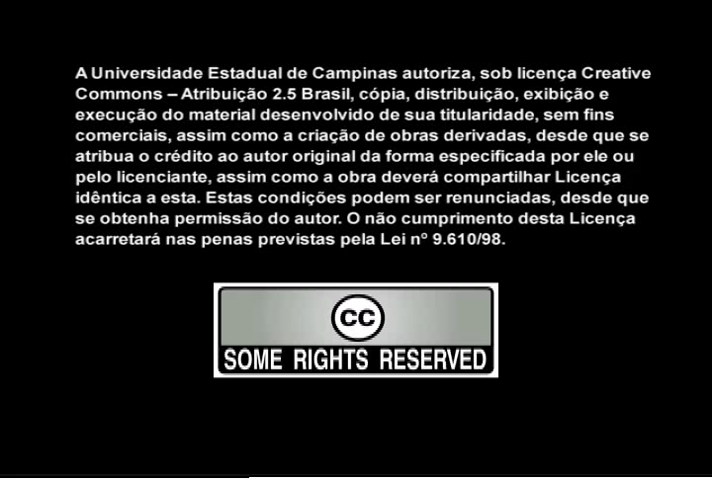 A Universidade Estadual de Campinas autoriza, sob licença Creative
Commons – Atribuição 2.5 Brasil, cópia, distribuição, exibição e
execução do material desenvolvido de sua titularidade, sem fins
comerciais, assim como a criação de obras derivadas, desde que se
atribua o crédito ao autor original da forma especificada por ele ou
pelo licenciante, assim como a obra deverá compartilhar Licença
idêntica a esta. Estas condições podem ser renunciadas, desde que
se obtenha permissão do autor. O não cumprimento desta Licença
acarretará nas penas previstas pela Lei nº 9.610/98.
CC
SOME RIGHTS RESERVED